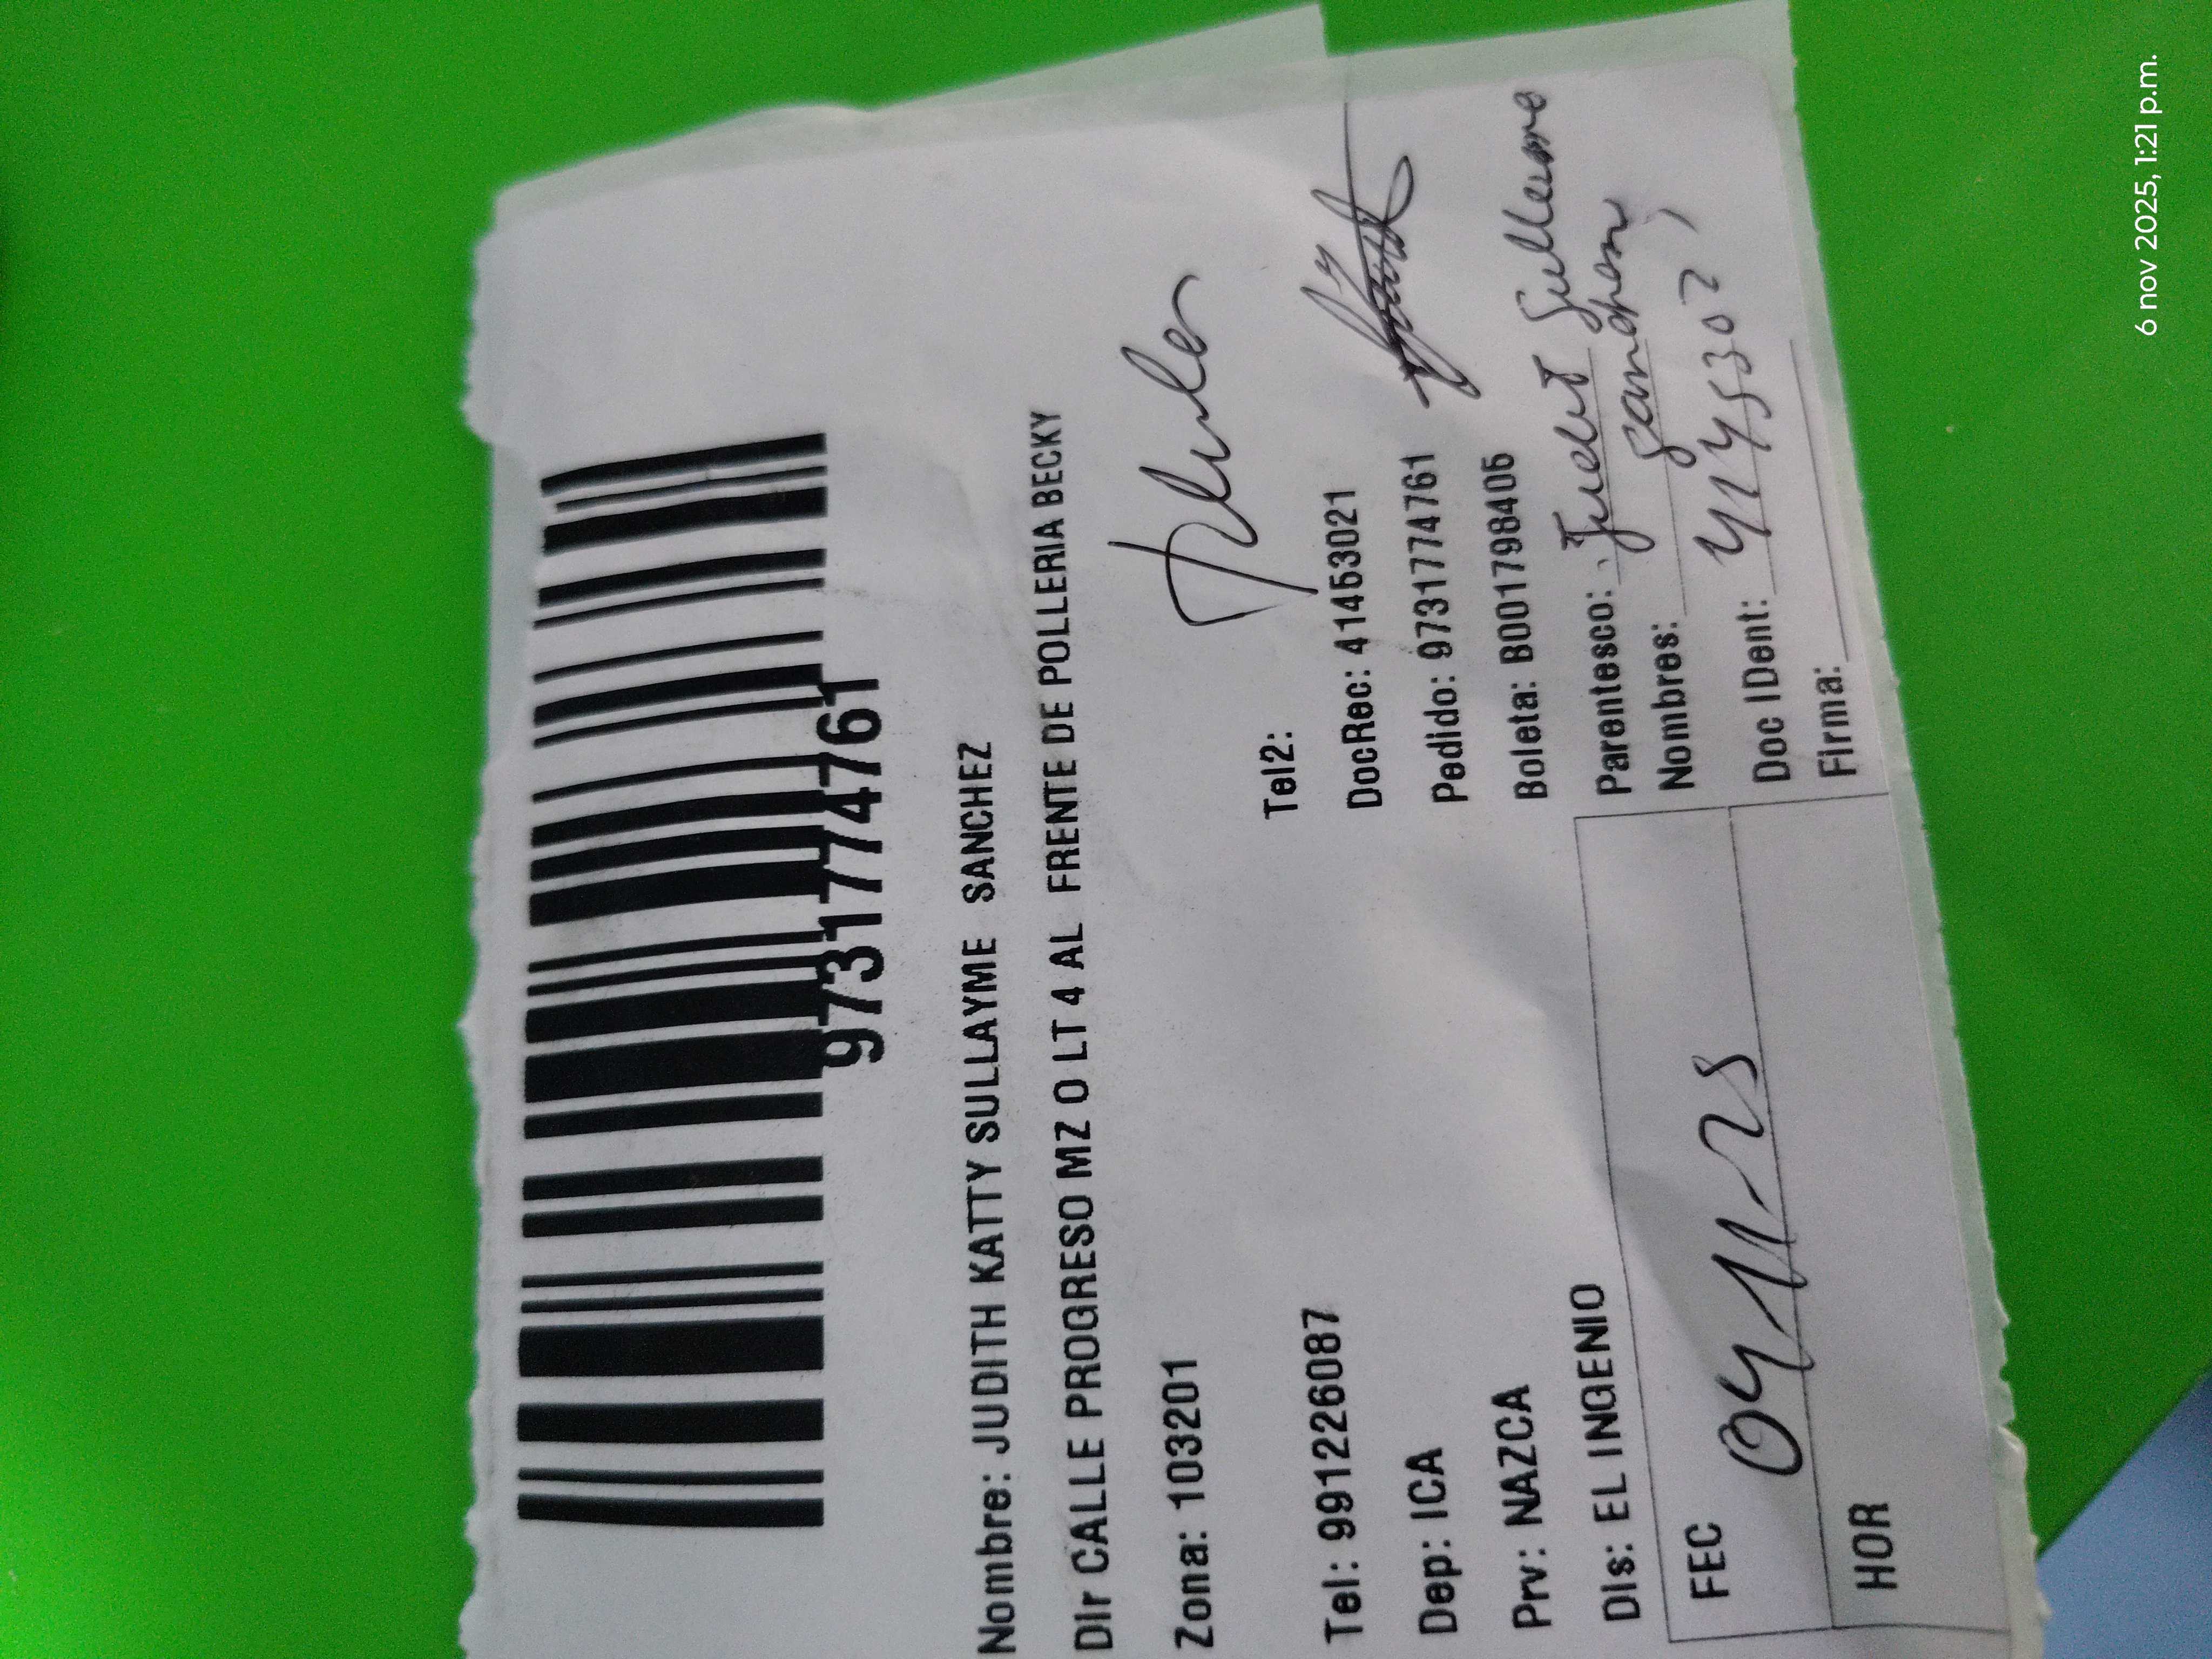 97317774761
Nombre: JUDITH KATTY SULLAYME SANCHEZ
Dir CALLE PROGRESO MZ O LT 4 AL FRENTE DE POLLERIA BECKY
Zona: 103201
Tel: 991226087
Tel2:
Dep: ICA
DocRec: 41453021
Prv: NAZCA
Pedido: 97317774761
Dis: EL INGENIO
Boleta: B001798405
Parentesco:
Nombres:
FEC 04-11-25
Doc IDent:
HOR
Firma:
6 nov 2025, 1:21 p.m.